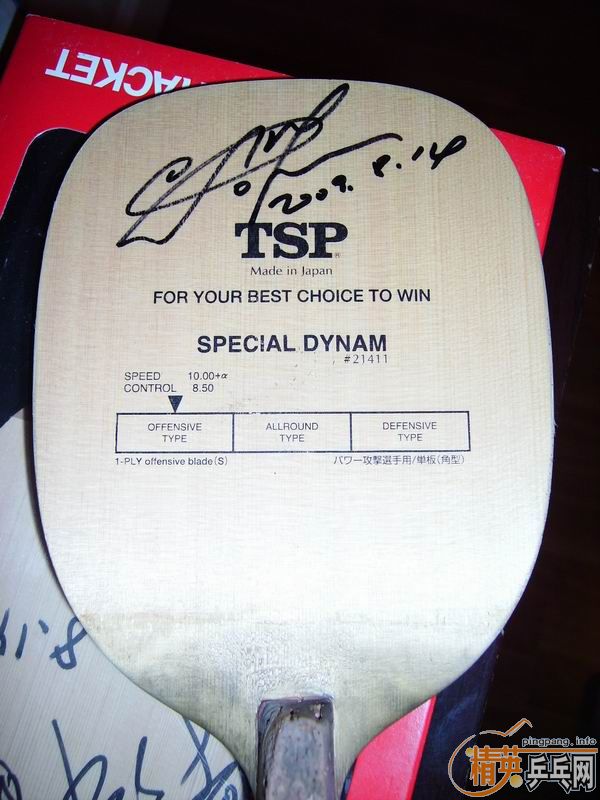 RACKET
2009. 8.14
TSP®
Made in Japan
FOR YOUR BEST CHOICE TO WIN
SPECIAL DYNAM
#21411
SPEED 10.00+α
CONTROL 8.50
OFFENSIVE TYPE
ALLROUND TYPE
DEFENSIVE TYPE
1-PLY offensive blade (S)
パワー攻撃選手用/単板(角型)
pingpang.info
精英乒乓网